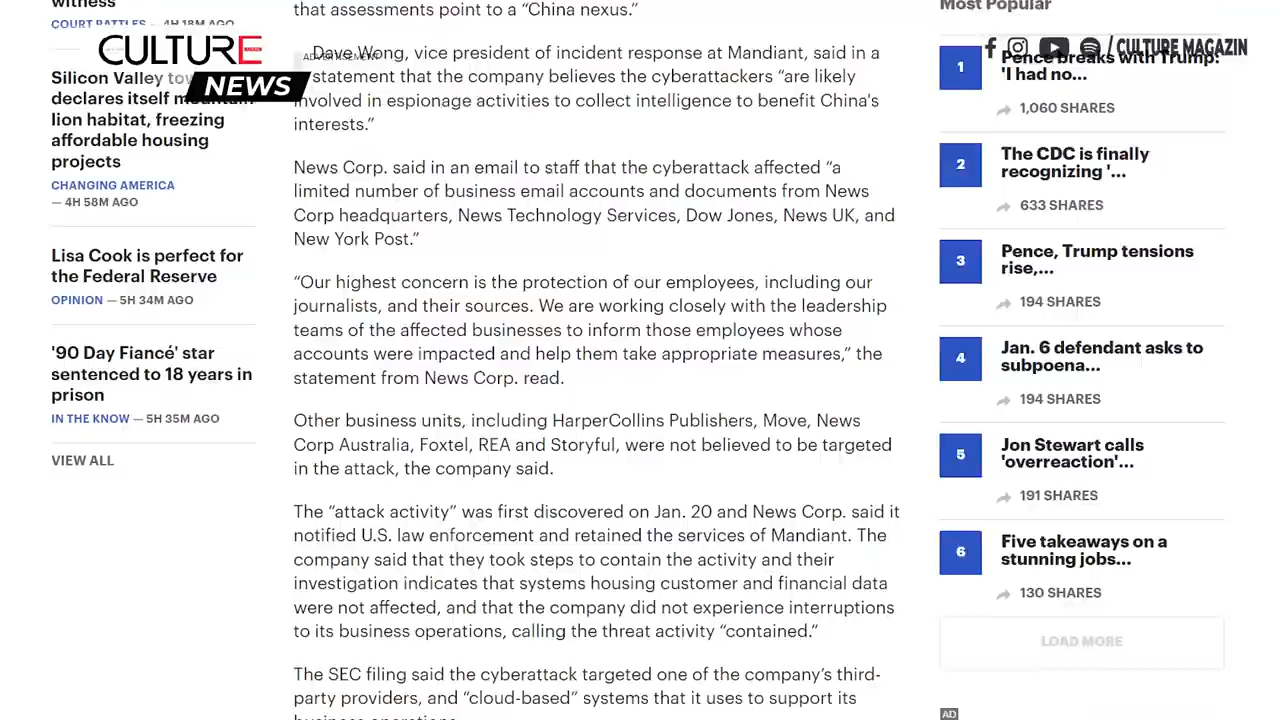 witness
COURT BATTLES — 4H 18M AGO
Silicon Valley
declares itself mountain
lion habitat, freezing
affordable housing
projects
CHANGING AMERICA
— 4H 58M AGO
Lisa Cook is perfect for
the Federal Reserve
OPINION — 5H 34M AGO
'90 Day Fiancé' star
sentenced to 18 years in
prison
IN THE KNOW — 5H 35M AGO
VIEW ALL
CULTURE
NEWS
that assessments point to a “China nexus.”
ADVERTISEMENT
Dave Wong, vice president of incident response at Mandiant, said in a
statement that the company believes the cyberattackers “are likely
involved in espionage activities to collect intelligence to benefit China's
interests.”
News Corp. said in an email to staff that the cyberattack affected “a
limited number of business email accounts and documents from News
Corp headquarters, News Technology Services, Dow Jones, News UK, and
New York Post.”
“Our highest concern is the protection of our employees, including our
journalists, and their sources. We are working closely with the leadership
teams of the affected businesses to inform those employees whose
accounts were impacted and help them take appropriate measures,” the
statement from News Corp. read.
Other business units, including HarperCollins Publishers, Move, News
Corp Australia, Foxtel, REA and Storyful, were not believed to be targeted
in the attack, the company said.
The “attack activity” was first discovered on Jan. 20 and News Corp. said it
notified U.S. law enforcement and retained the services of Mandiant. The
company said that they took steps to contain the activity and their
investigation indicates that systems housing customer and financial data
were not affected, and that the company did not experience interruptions
to its business operations, calling the threat activity “contained.”
The SEC filing said the cyberattack targeted one of the company’s third-
party providers, and “cloud-based” systems that it uses to support its
business operations.
Most Popular
/ CULTURE MAGAZIN
1
Pence breaks with Trump:
'I had no...
1,060 SHARES
2
The CDC is finally
recognizing '...
633 SHARES
3
Pence, Trump tensions
rise,...
194 SHARES
4
Jan. 6 defendant asks to
subpoena...
194 SHARES
5
Jon Stewart calls
'overreaction'...
191 SHARES
6
Five takeaways on a
stunning jobs...
130 SHARES
LOAD MORE
AD